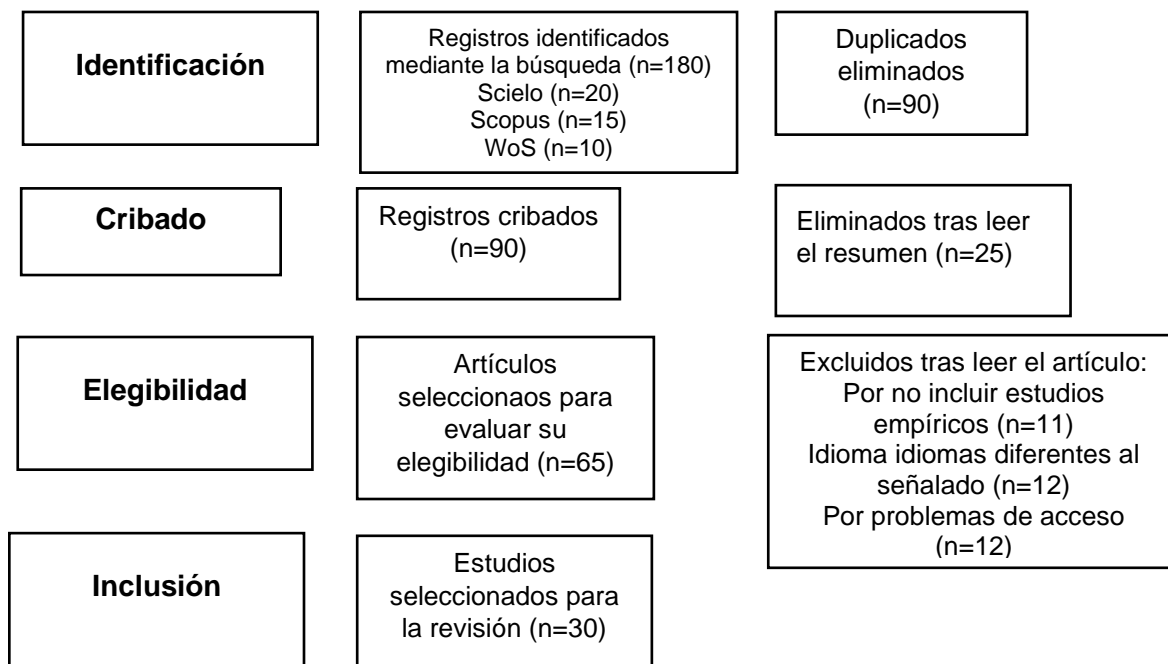 Identificación
Registros identificados
mediante la búsqueda (n=180)
Scielo (n=20)
Scopus (n=15)
WoS (n=10)
Duplicados
eliminados
(n=90)
Cribado
Registros cribados
(n=90)
Eliminados tras leer
el resumen (n=25)
Elegibilidad
Artículos
seleccionaos para
evaluar su
elegibilidad (n=65)
Excluidos tras leer el artículo:
Por no incluir estudios
empíricos (n=11)
Idioma idiomas diferentes al
señalado (n=12)
Por problemas de acceso
(n=12)
Inclusión
Estudios
seleccionados para
la revisión (n=30)